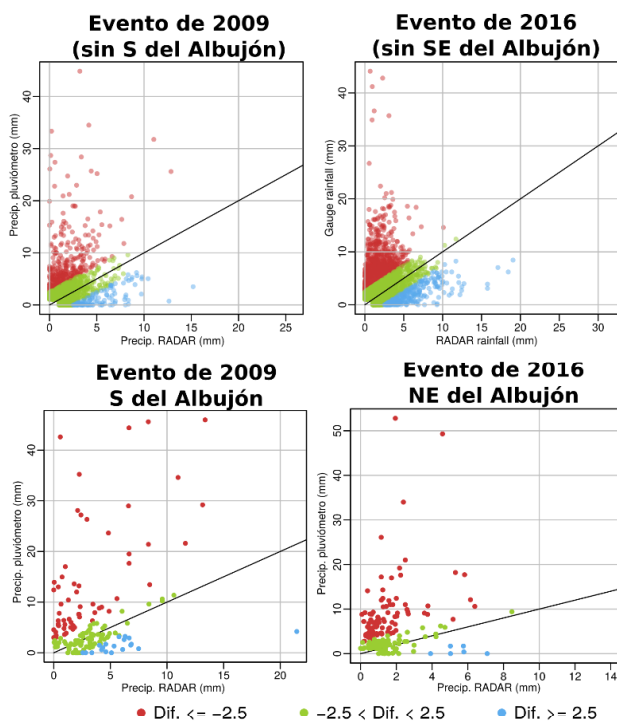 Evento de 2009
(sin S del Albujón)
Precip. pluviómetro (mm)
0 10 20 30 40
0 5 10 15 20 25
Precip. RADAR (mm)
Evento de 2016
(sin SE del Albujón)
Gauge rainfall (mm)
0 10 20 30 40
0 5 10 15 20 25 30
RADAR rainfall (mm)
Evento de 2009
S del Albujón
Precip. pluviómetro (mm)
0 10 20 30 40
0 5 10 15 20
Precip. RADAR (mm)
Evento de 2016
NE del Albujón
Precip. pluviómetro (mm)
0 10 20 30 40 50
0 2 4 6 8 10 12 14
Precip. RADAR (mm)
Dif. <= -2.5 -2.5 < Dif. < 2.5 Dif. >= 2.5